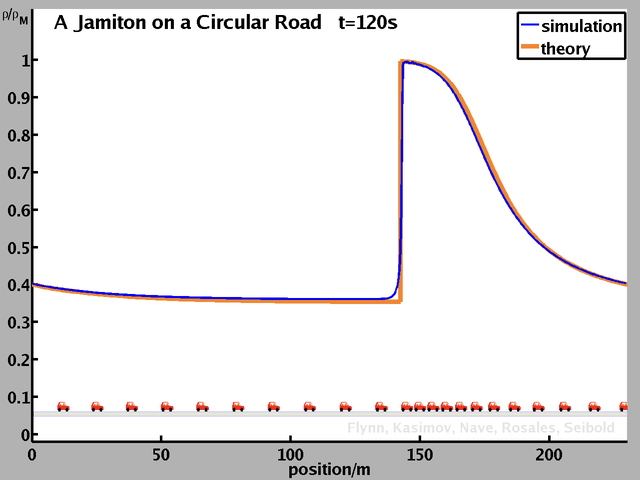 ρ/ρM
A Jamiton on a Circular Road t=120s
simulation
theory
1
0.9
0.8
0.7
0.6
0.5
0.4
0.3
0.2
0.1
0
Flynn, Kasimov, Nave, Rosales, Seibold
0 50 100 150 200
position/m